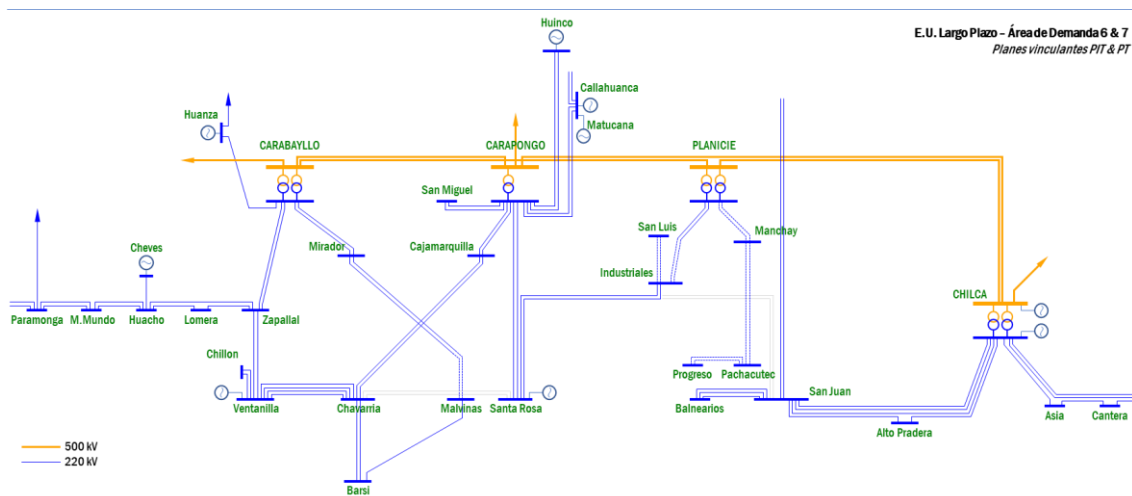 E.U. Largo Plazo – Área de Demanda 6 & 7
Planes vinculantes PIT & PT
Huinco
Callahuanca
Matucana
Huanza
CARABAYLLO
CARAPONGO
PLANICIE
San Miguel
San Luis
Manchay
Cheves
Mirador
Cajamarquilla
Industriales
CHILCA
Paramonga
M.Mundo
Huacho
Lomera
Zapallal
Chillon
Progreso
Pachacutec
San Juan
Ventanilla
Chavarria
Malvinas
Santa Rosa
Balnearios
Asia
Cantera
Alto Pradera
500 kV
220 kV
Barsi